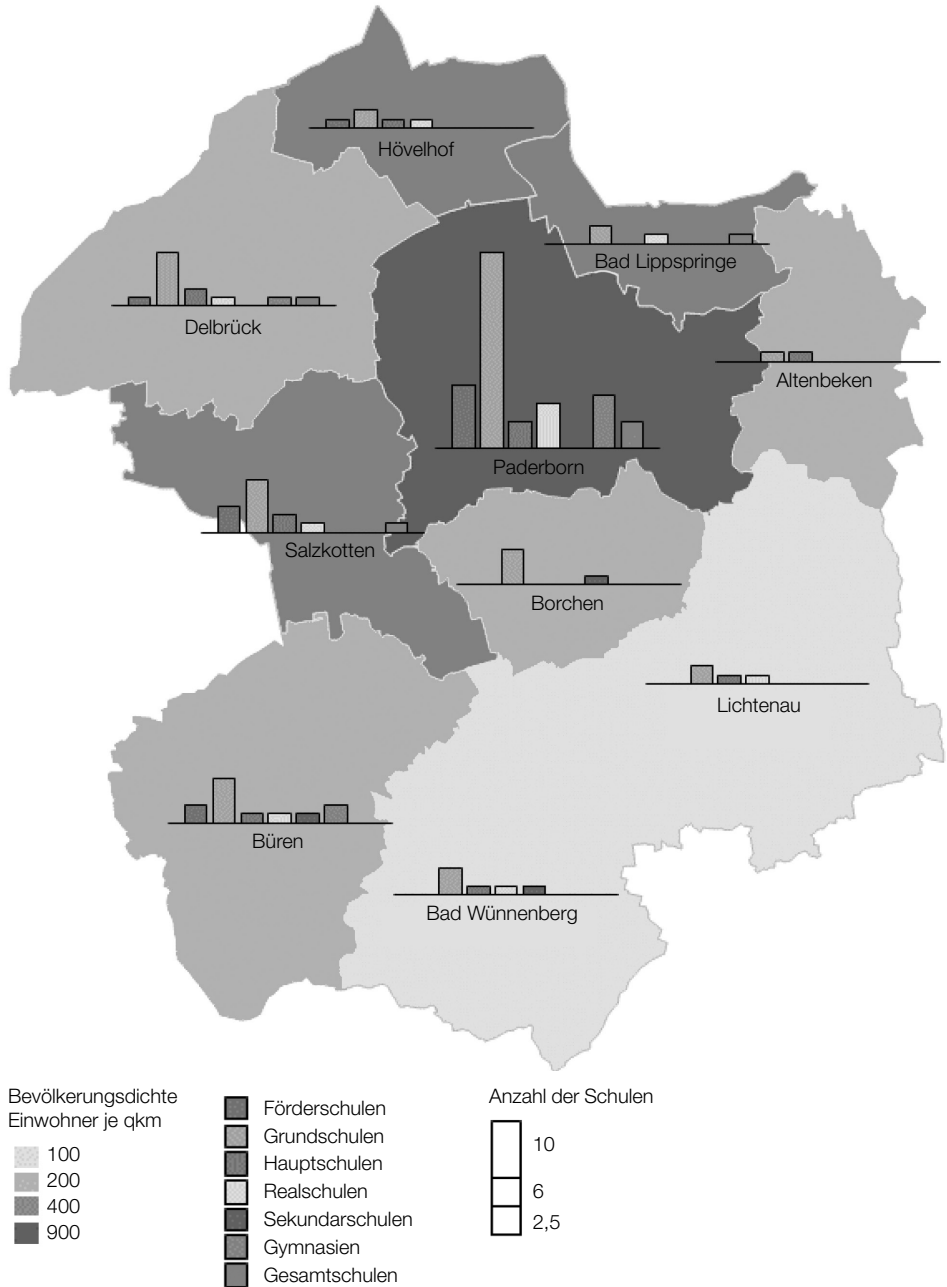 Hövelhof
Bad Lippspringe
Delbrück
Altenbeken
Paderborn
Salzkotten
Borchen
Lichtenau
Büren
Bad Wünnenberg
Bevölkerungsdichte
Einwohner je qkm
100
200
400
900
Förderschulen
Grundschulen
Hauptschulen
Realschulen
Sekundarschulen
Gymnasien
Gesamtschulen
Anzahl der Schulen
10
6
2,5